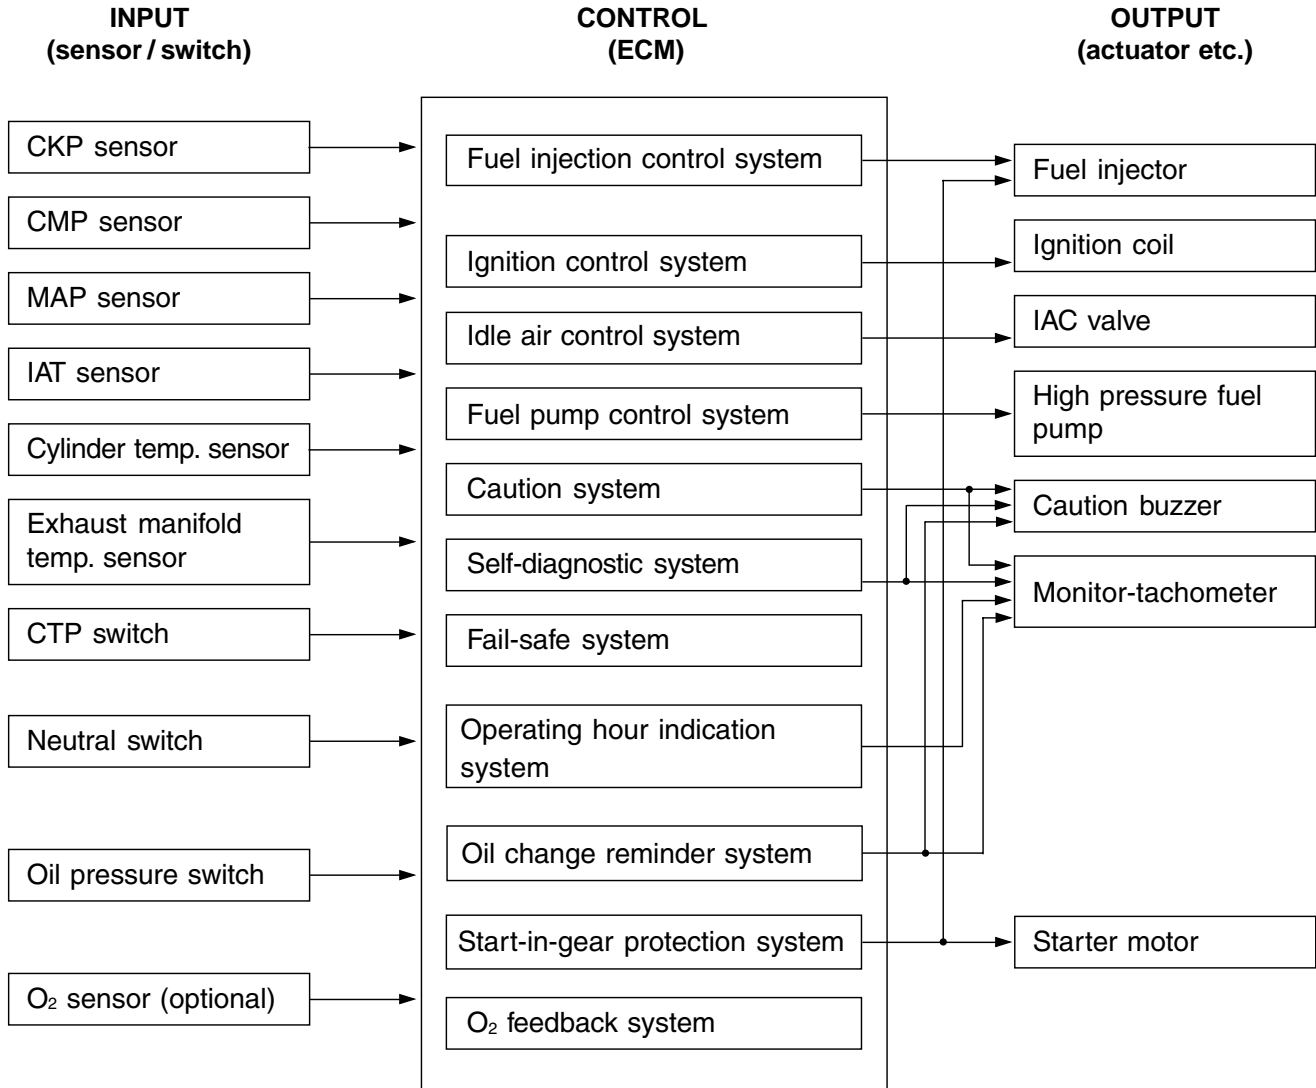 INPUT
(sensor / switch)
CONTROL
(ECM)
OUTPUT
(actuator etc.)
CKP sensor
CMP sensor
MAP sensor
IAT sensor
Cylinder temp. sensor
Exhaust manifold
temp. sensor
CTP switch
Neutral switch
Oil pressure switch
O₂ sensor (optional)
Fuel injection control system
Ignition control system
Idle air control system
Fuel pump control system
Caution system
Self-diagnostic system
Fail-safe system
Operating hour indication
system
Oil change reminder system
Start-in-gear protection system
O₂ feedback system
Fuel injector
Ignition coil
IAC valve
High pressure fuel
pump
Caution buzzer
Monitor-tachometer
Starter motor